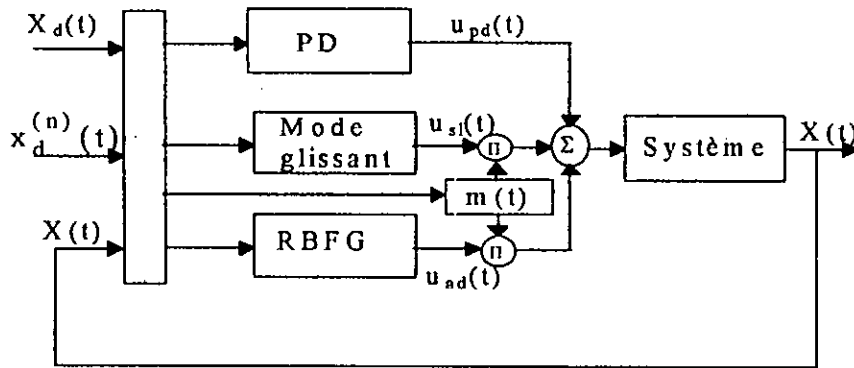 X_d(t)
PD
u_pd(t)
x_d^(n)(t)
Mode
glissant
u_sl(t)
Π
Σ
Système
X(t)
m(t)
X(t)
RBFG
Π
u_ad(t)